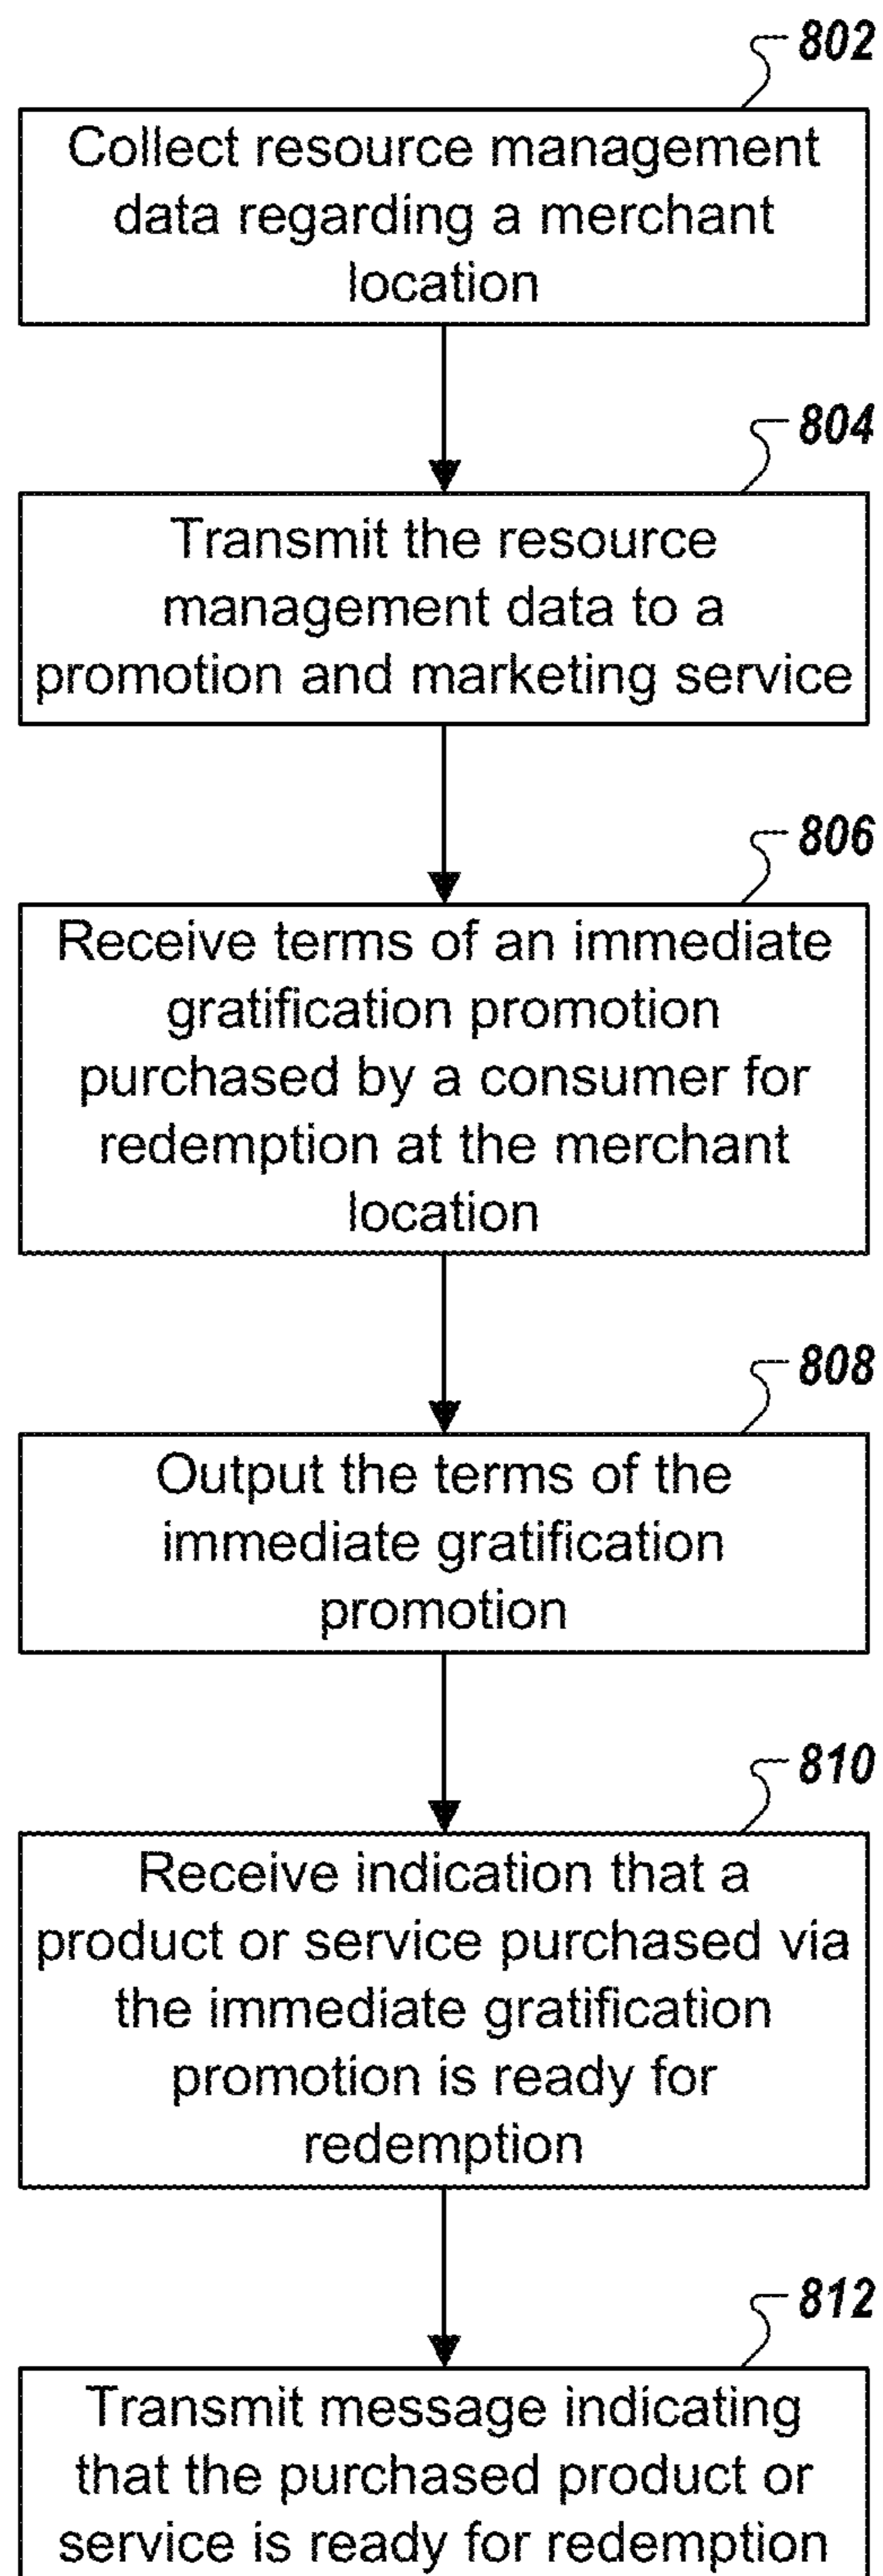 802
Collect resource management
data regarding a merchant
location
804
Transmit the resource
management data to a
promotion and marketing service
806
Receive terms of an immediate
gratification promotion
purchased by a consumer for
redemption at the merchant
location
808
Output the terms of the
immediate gratification
promotion
810
Receive indication that a
product or service purchased via
the immediate gratification
promotion is ready for
redemption
812
Transmit message indicating
that the purchased product or
service is ready for redemption